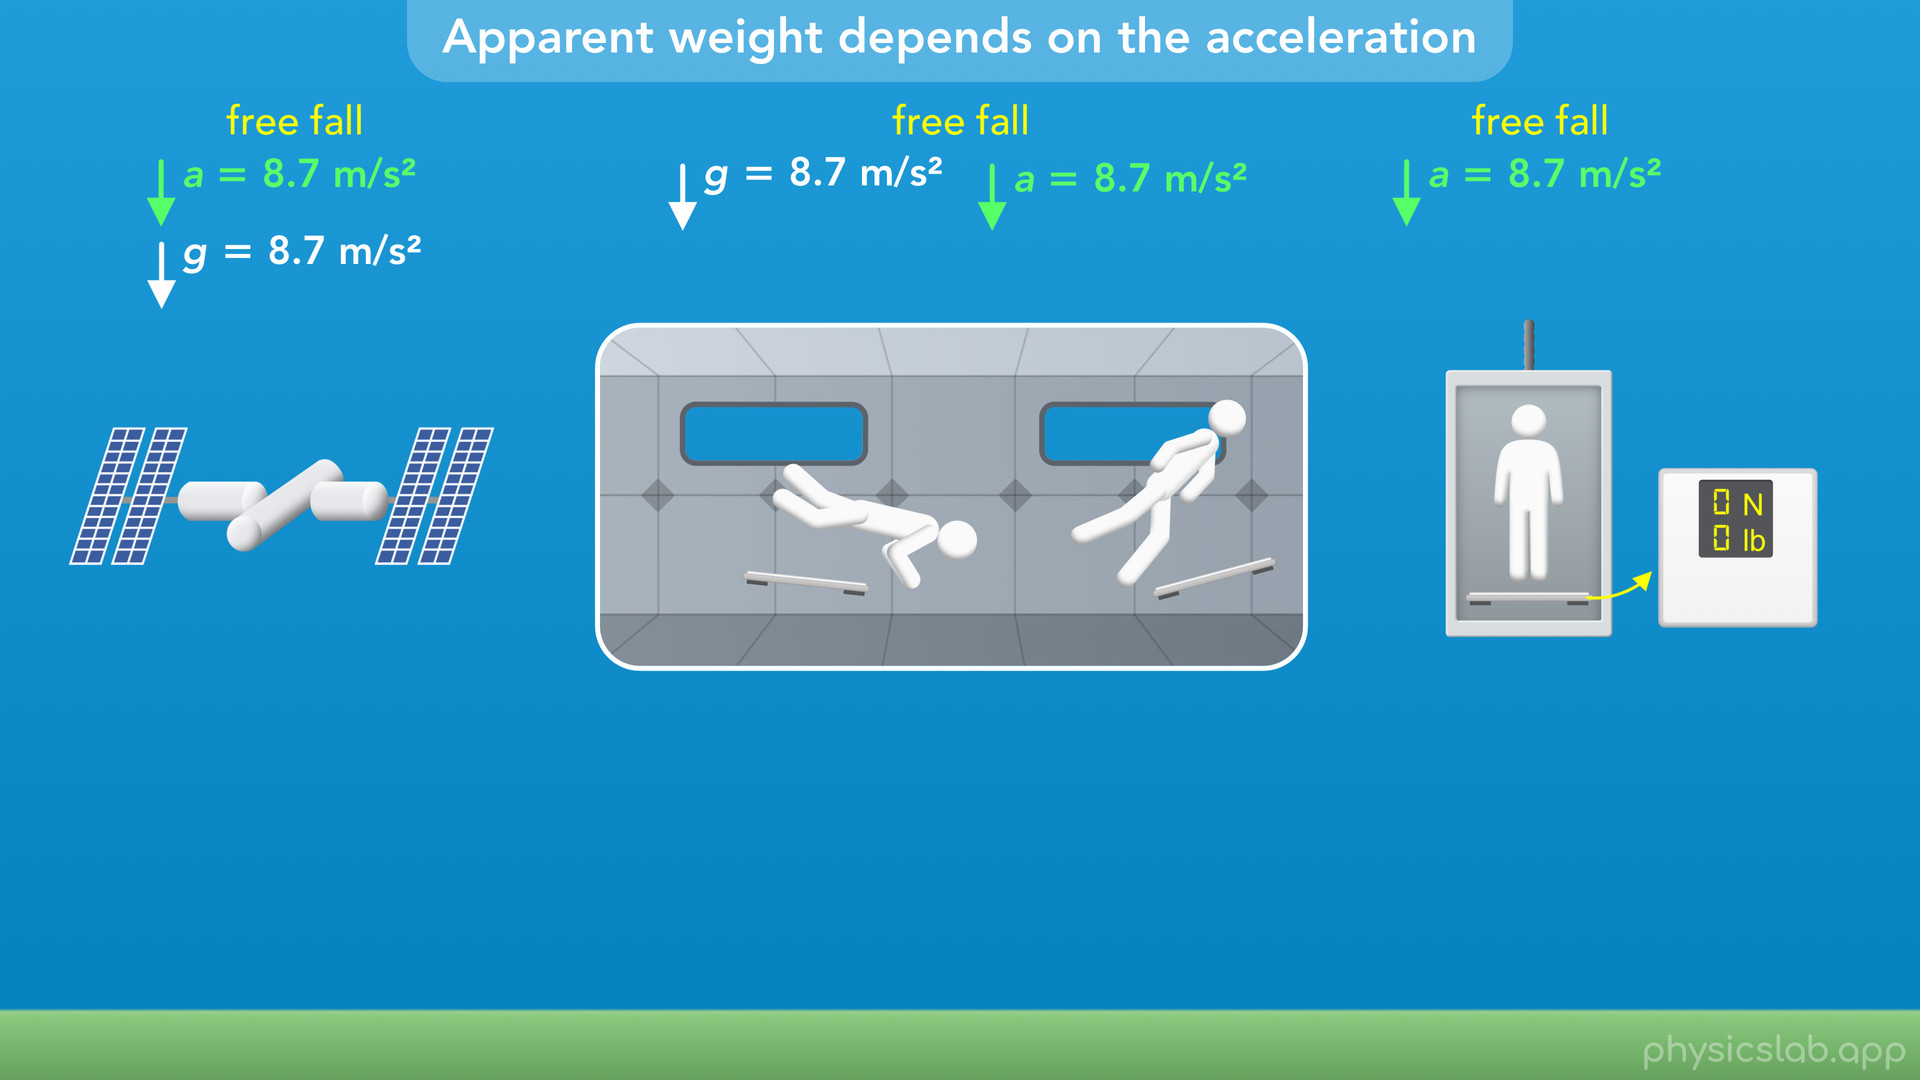 Apparent weight depends on the acceleration
free fall
a = 8.7 m/s²
g = 8.7 m/s²
free fall
g = 8.7 m/s²
a = 8.7 m/s²
free fall
a = 8.7 m/s²
0 N
0 lb
physicslab.app